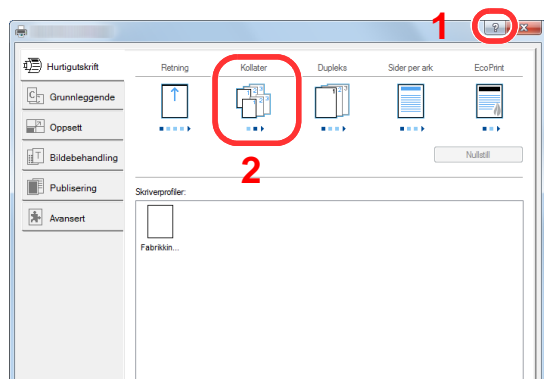 1
?
Hurtigutskrift
Retning
Kollater
Dupleks
Sider per ark
EcoPrint
Grunnleggende
Oppsett
Bildebehandling
Nullstill
2
Publisering
Skriverprofiler:
Avansert
Fabrikkin...